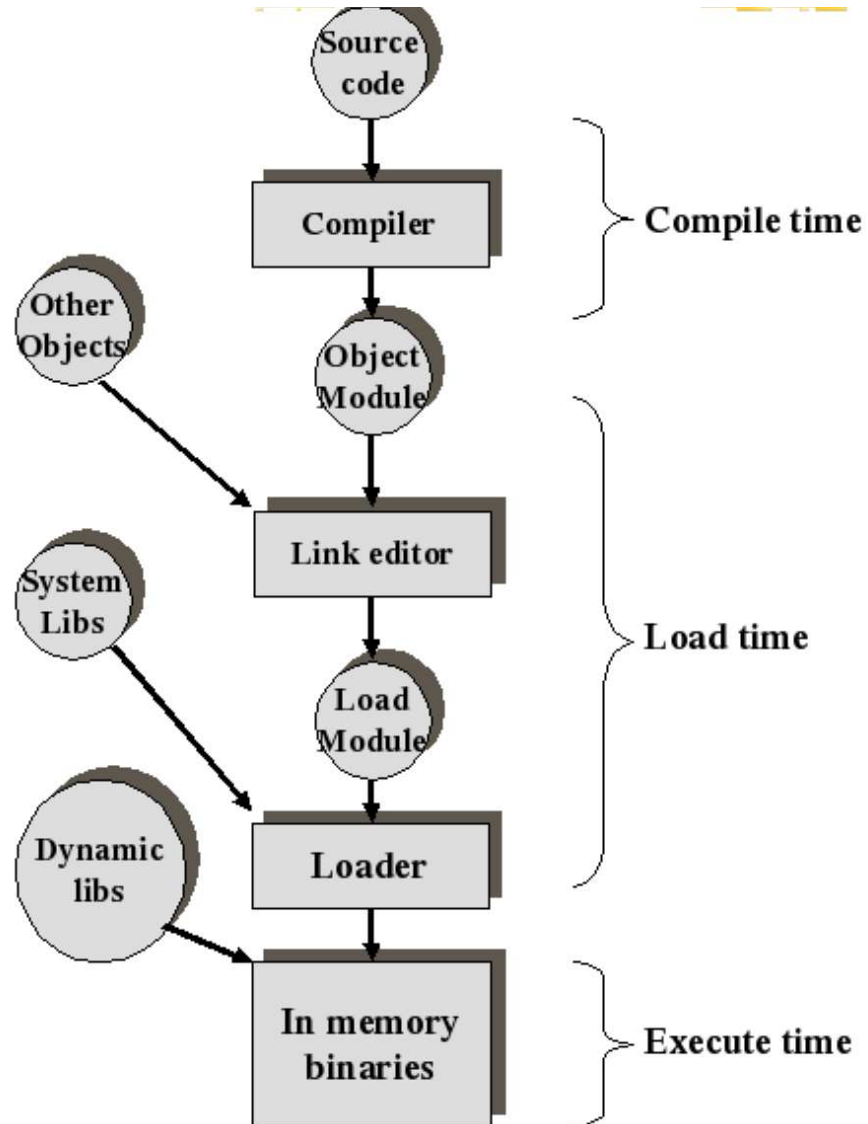 Source
code
Compiler
Compile time
Other
Objects
Object
Module
Link editor
System
Libs
Load time
Load
Module
Dynamic
libs
Loader
In memory
binaries
Execute time